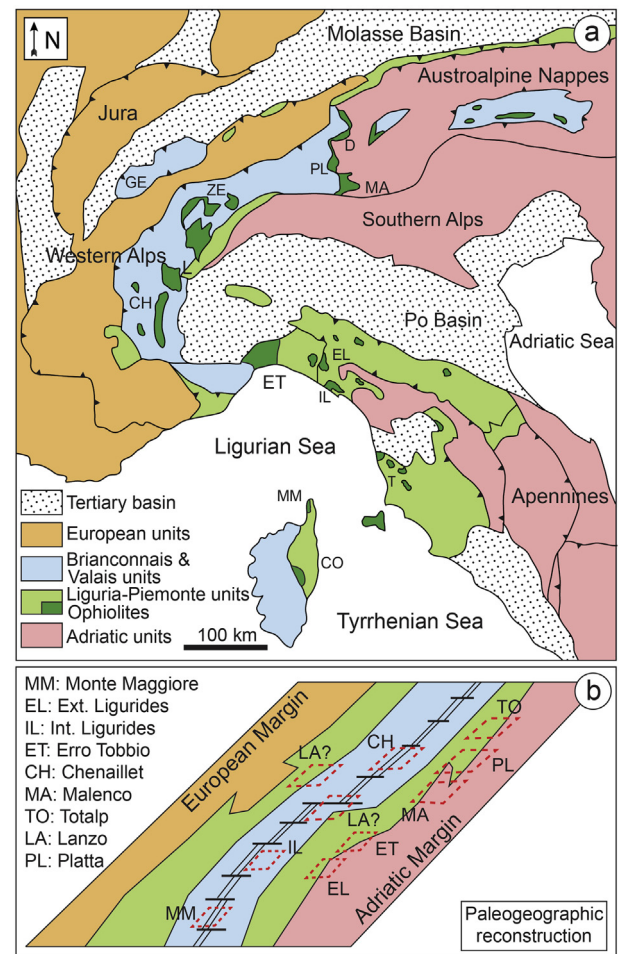 N
a
Molasse Basin
Austroalpine Nappes
Jura
D
GE
ZE
PL
MA
Southern Alps
Western Alps
L
CH
Po Basin
Adriatic Sea
EL
ET
IL
Ligurian Sea
T
Apennines
MM
CO
Tyrrhenian Sea
Tertiary basin
European units
Brianconnais &
Valais units
Liguria-Piemonte units
Ophiolites
Adriatic units
100 km
b
MM: Monte Maggiore
EL: Ext. Ligurides
IL: Int. Ligurides
ET: Erro Tobbio
CH: Chenaillet
MA: Malenco
TO: Totalp
LA: Lanzo
PL: Platta
European Margin
LA?
CH
TO
PL
MA
LA?
ET
IL
EL
MM
Adriatic Margin
Paleogeographic
reconstruction